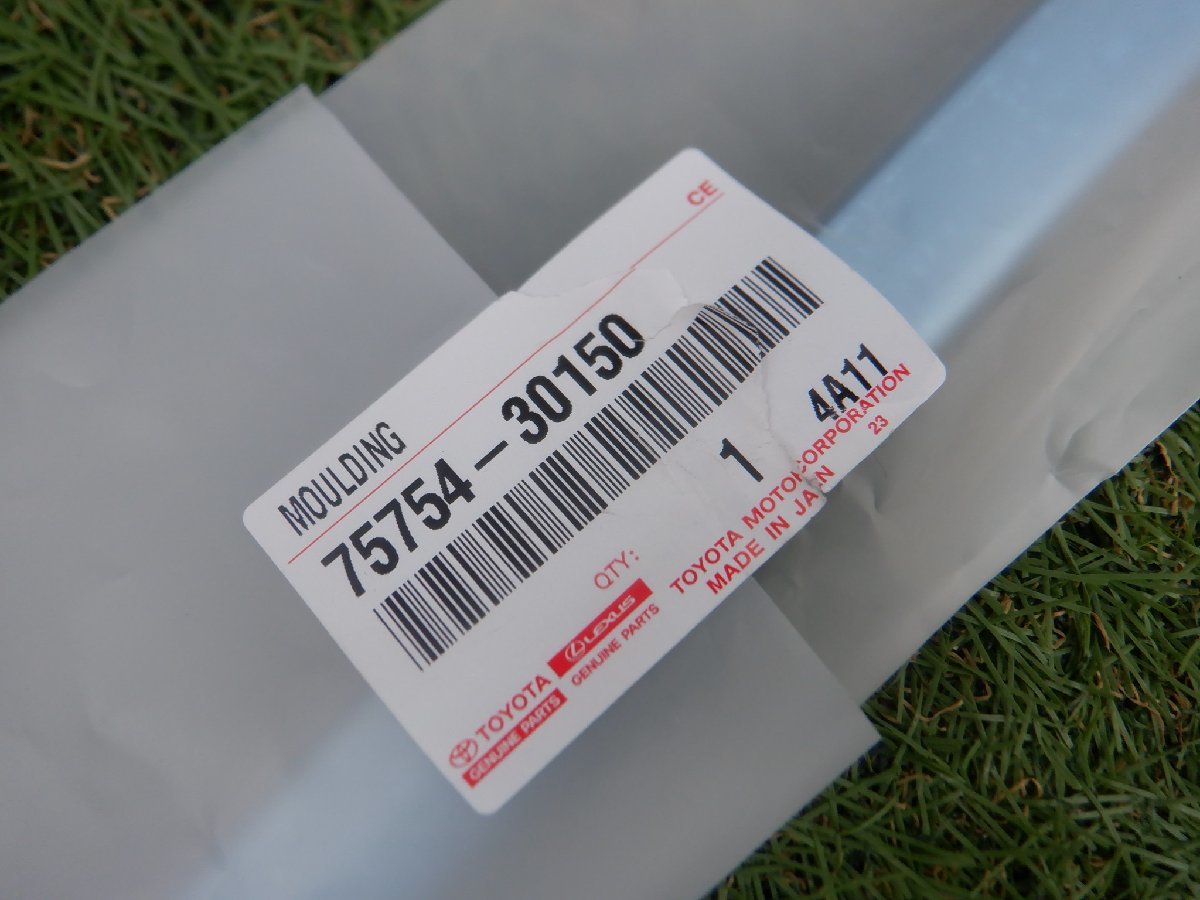 CE
MOULDING
75754-30150
4A11
QTY:
1
TOYOTA
GENUINE PARTS
LEXUS
GENUINE PARTS
TOYOTA MOTOR CORPORATION
MADE IN JAPAN
23